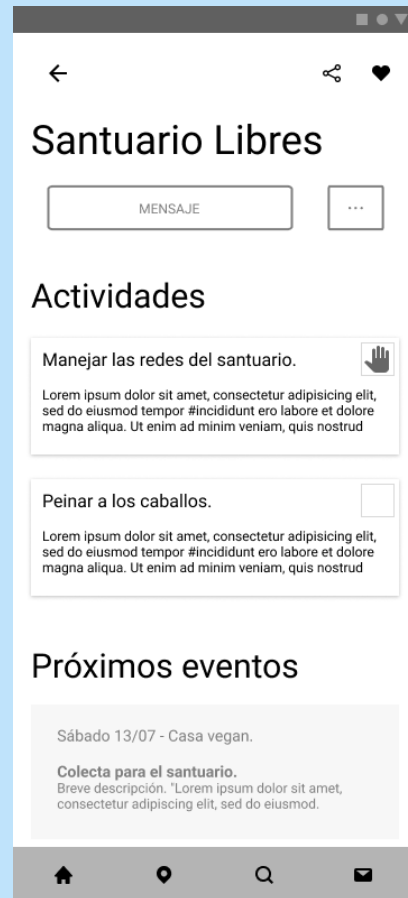 Santuario Libres
MENSAJE
...
Actividades
Manejar las redes del santuario.
Lorem ipsum dolor sit amet, consectetur adipisicing elit,
sed do eiusmod tempor #incididunt ero labore et dolore
magna aliqua. Ut enim ad minim veniam, quis nostrud
Peinar a los caballos.
Lorem ipsum dolor sit amet, consectetur adipisicing elit,
sed do eiusmod tempor #incididunt ero labore et dolore
magna aliqua. Ut enim ad minim veniam, quis nostrud
Próximos eventos
Sábado 13/07 - Casa vegan.
Colecta para el santuario.
Breve descripción. "Lorem ipsum dolor sit amet,
consectetur adipiscing elit, sed do eiusmod.